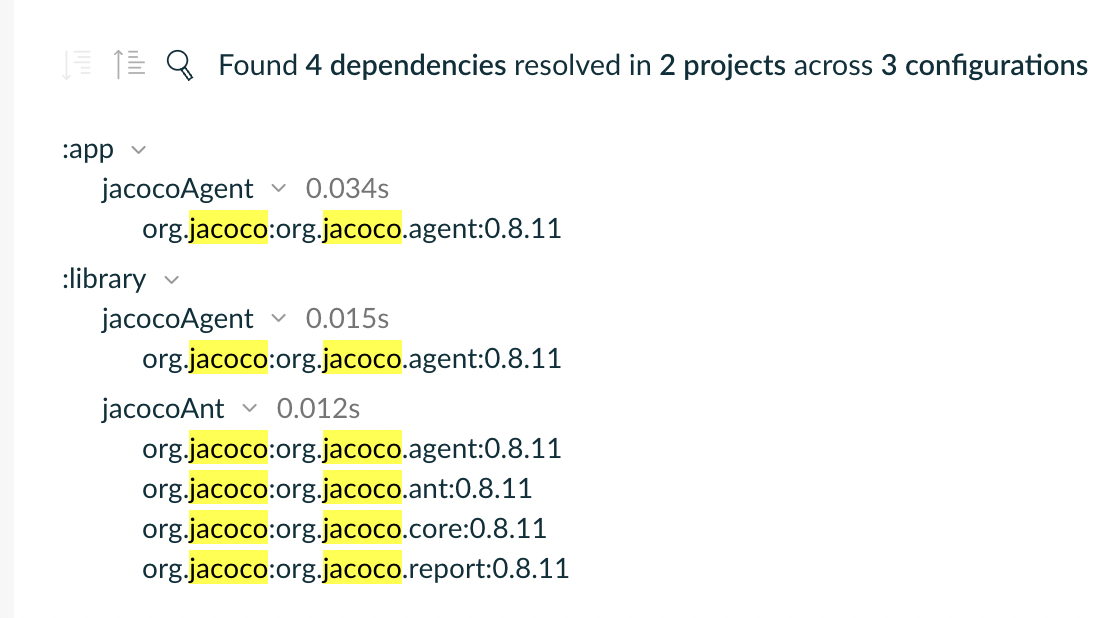 Found 4 dependencies resolved in 2 projects across 3 configurations
:app
jacocoAgent 0.034s
org.jacoco:org.jacoco.agent:0.8.11
:library
jacocoAgent 0.015s
org.jacoco:org.jacoco.agent:0.8.11
jacocoAnt 0.012s
org.jacoco:org.jacoco.agent:0.8.11
org.jacoco:org.jacoco.ant:0.8.11
org.jacoco:org.jacoco.core:0.8.11
org.jacoco:org.jacoco.report:0.8.11